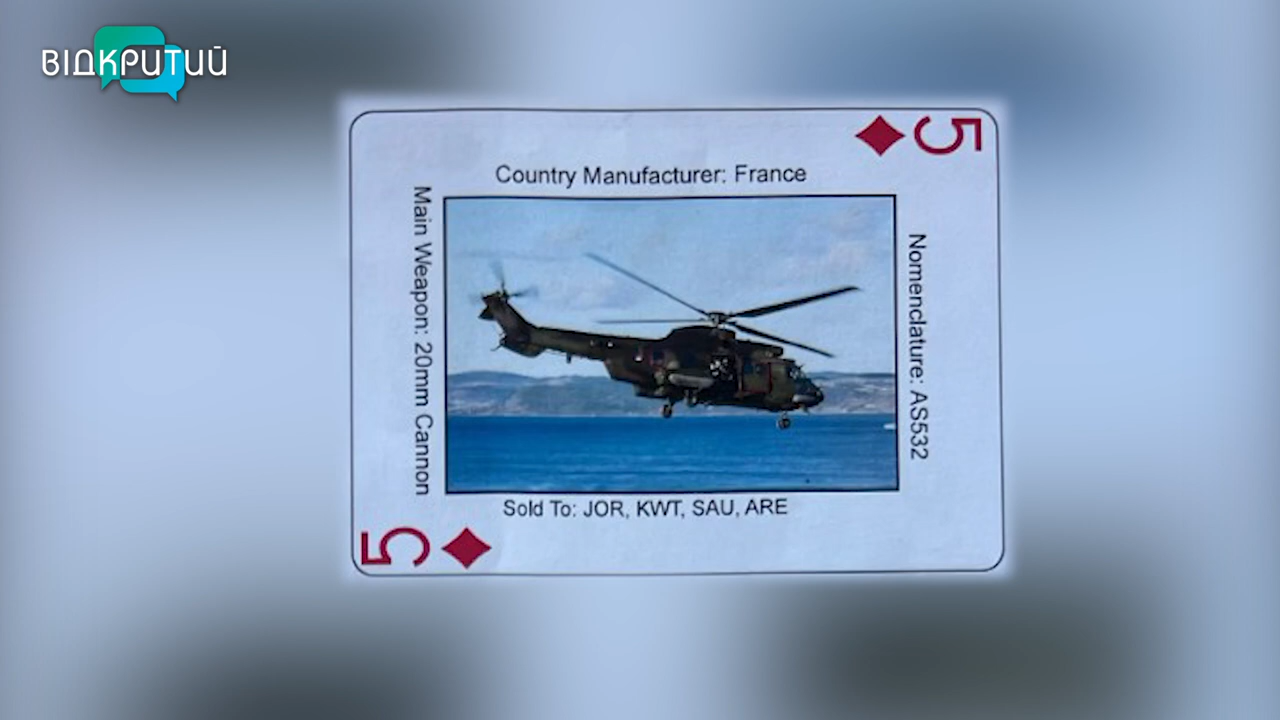 ВІДКРИТИЙ
5
Country Manufacturer: France
Main Weapon: 20mm Cannon
Nomenclature: AS532
Sold To: JOR, KWT, SAU, ARE
5